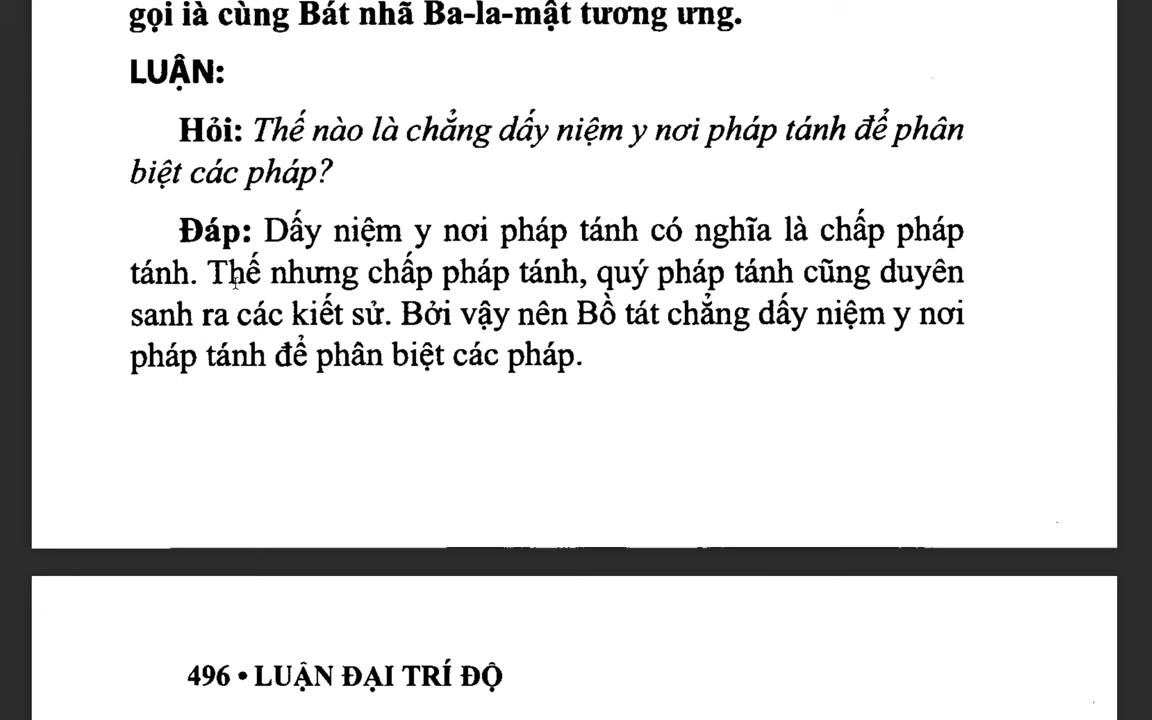 gọi ià cùng Bát nhã Ba-la-mật tương ưng.
LUẬN:
Hỏi: Thế nào là chẳng dấy niệm y nơi pháp tánh để phân
biệt các pháp?
Đáp: Dấy niệm y nơi pháp tánh có nghĩa là chấp pháp
tánh. Thế nhưng chấp pháp tánh, quý pháp tánh cũng duyên
sanh ra các kiết sử. Bởi vậy nên Bồ tát chẳng dấy niệm y nơi
pháp tánh để phân biệt các pháp.
496 • LUẬN ĐẠI TRÍ ĐỘ